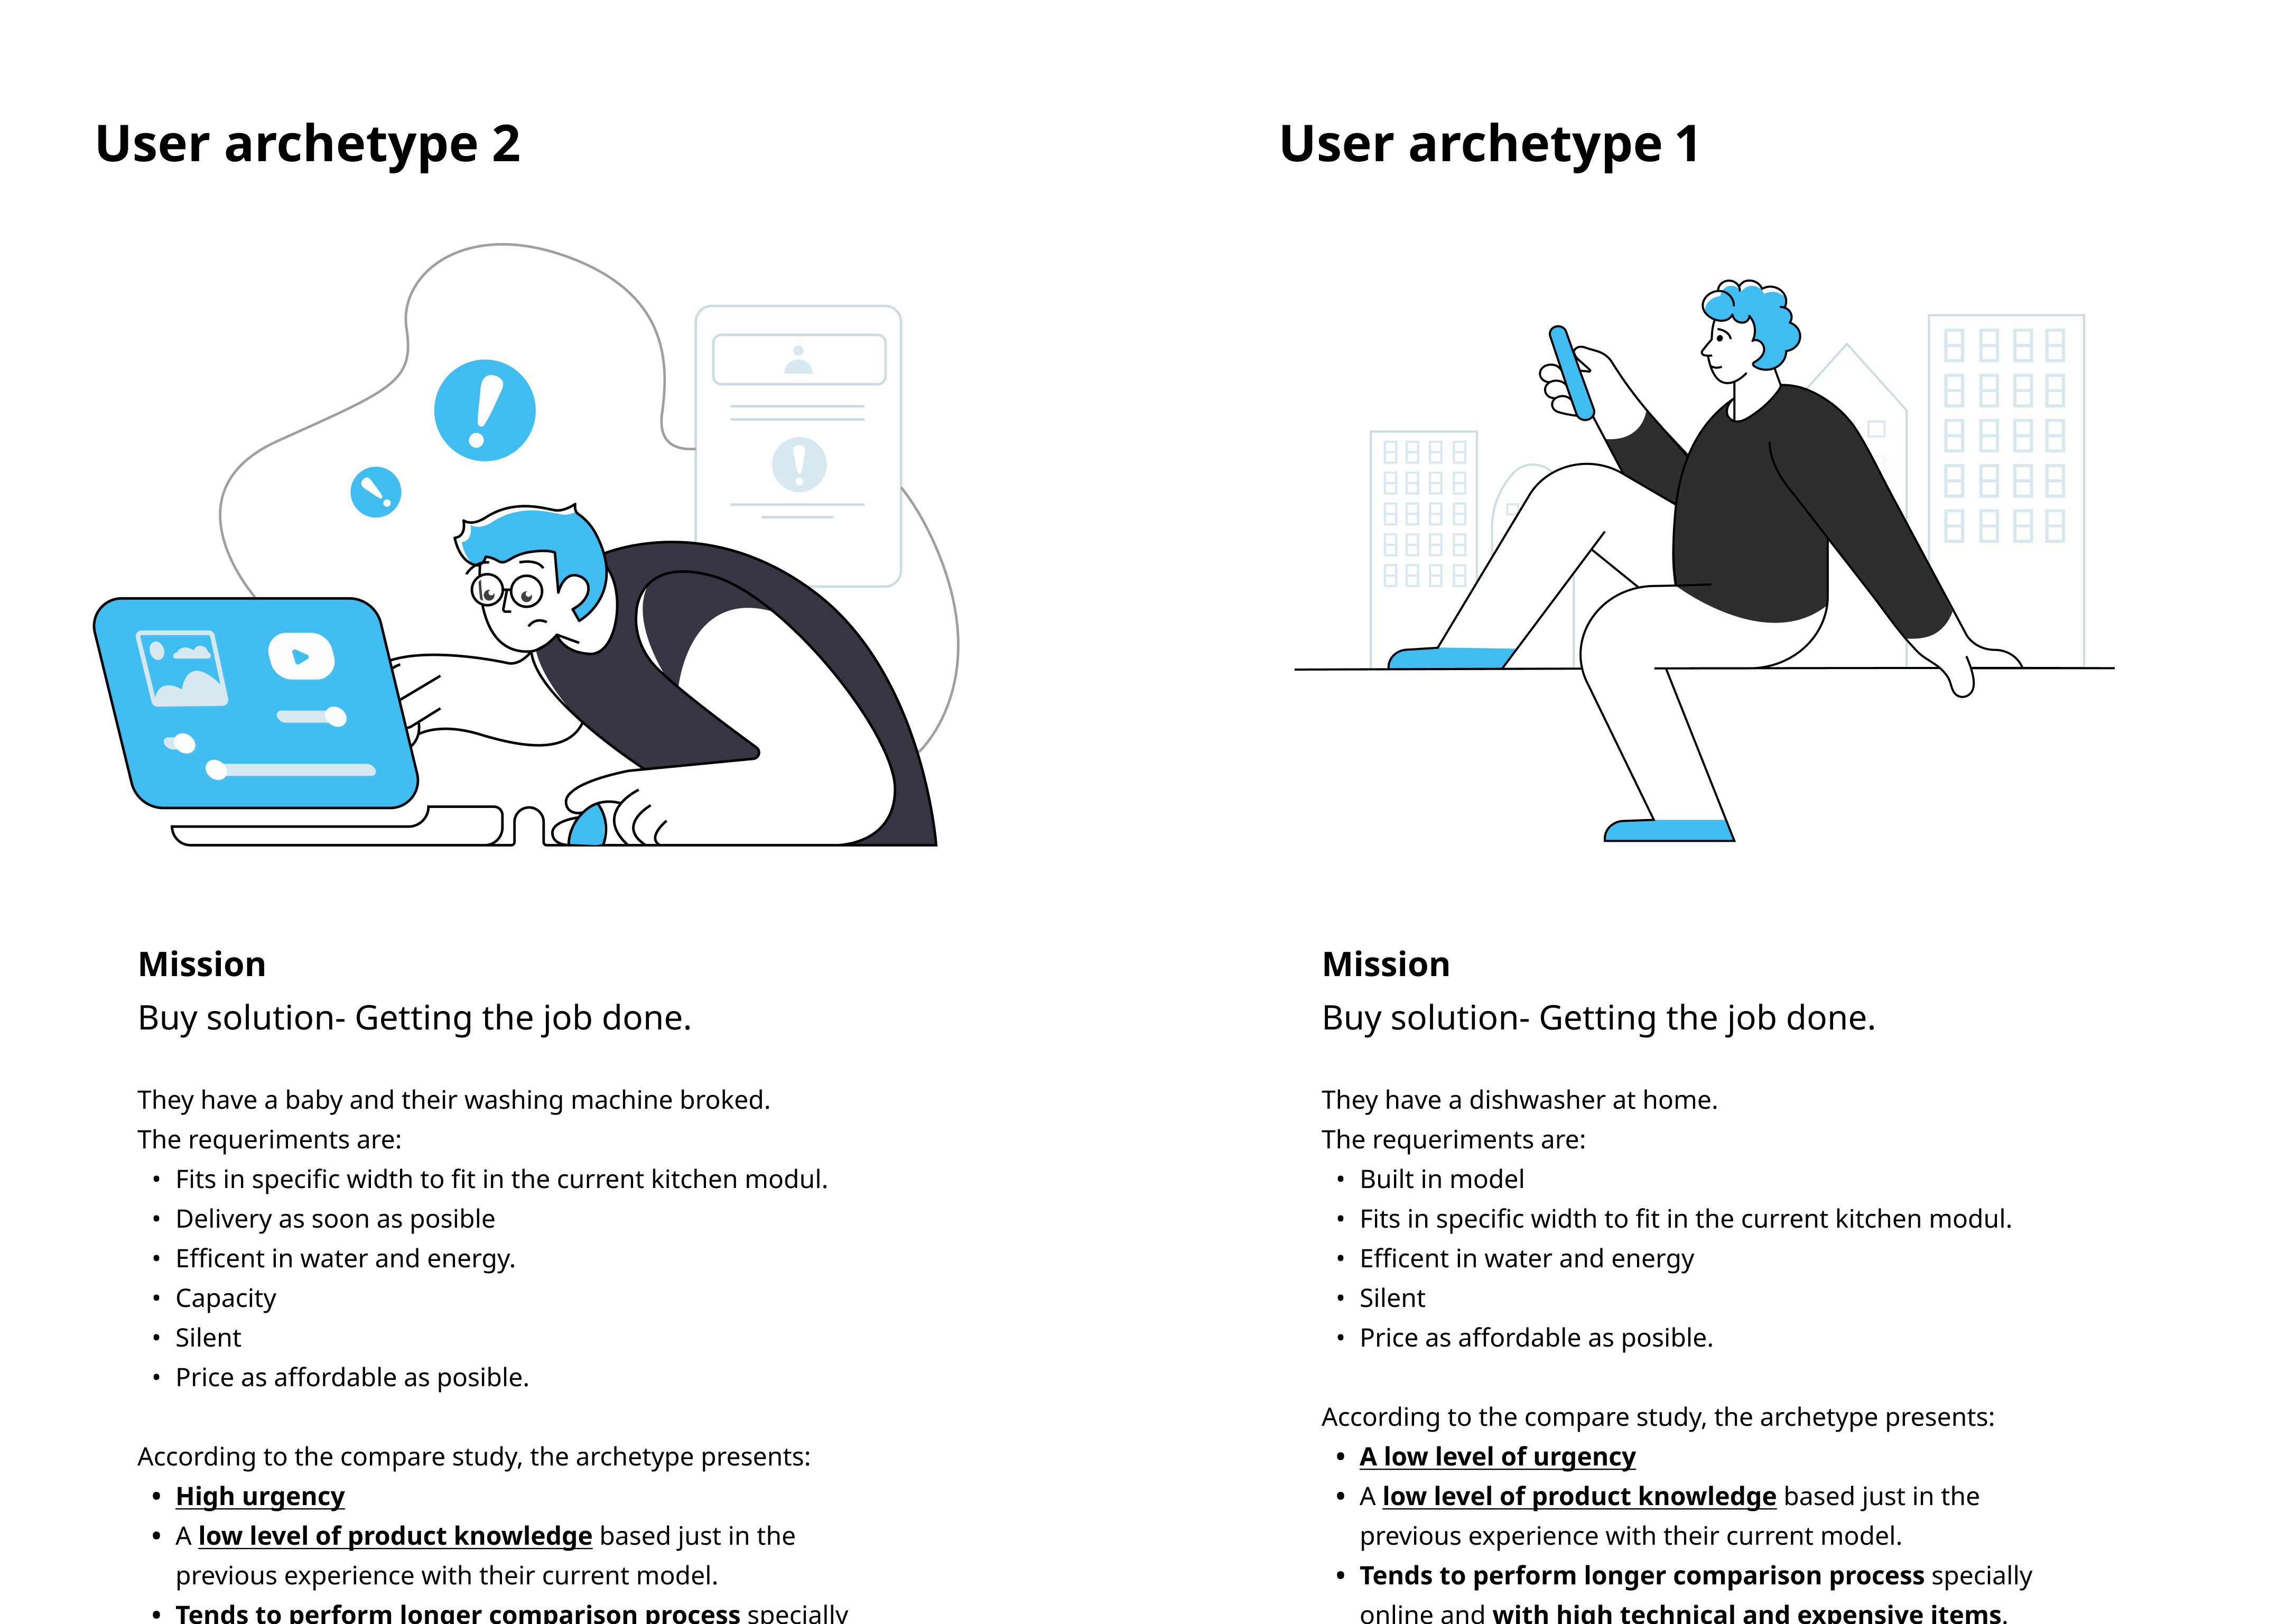 User archetype 2
Mission
Buy solution- Getting the job done.
They have a baby and their washing machine broked.
The requeriments are:
• Fits in specific width to fit in the current kitchen modul.
• Delivery as soon as posible
• Efficent in water and energy.
• Capacity
• Silent
• Price as affordable as posible.
According to the compare study, the archetype presents:
• High urgency
• A low level of product knowledge based just in the
previous experience with their current model.
• Tends to perform longer comparison process specially
User archetype 1
Mission
Buy solution- Getting the job done.
They have a dishwasher at home.
The requeriments are:
• Built in model
• Fits in specific width to fit in the current kitchen modul.
• Efficent in water and energy
• Silent
• Price as affordable as posible.
According to the compare study, the archetype presents:
• A low level of urgency
• A low level of product knowledge based just in the
previous experience with their current model.
• Tends to perform longer comparison process specially
online and with high technical and expensive items.